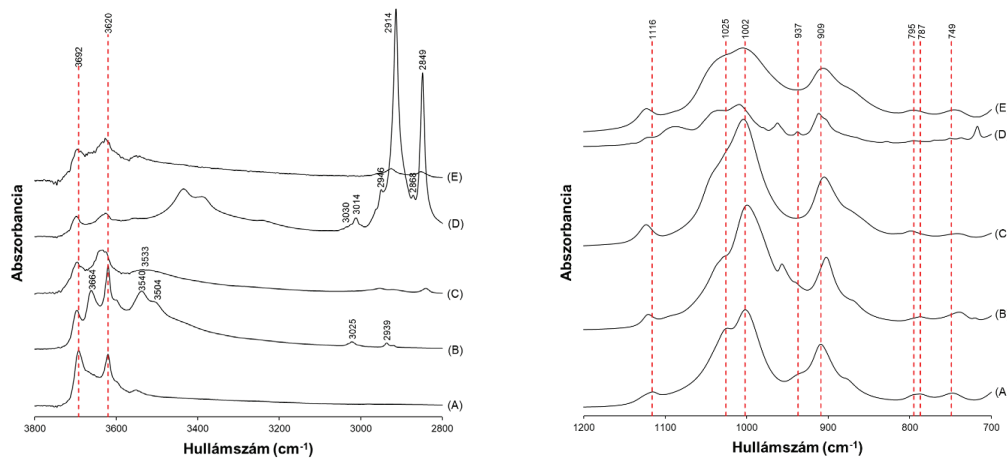 3692
3620
2914
2849
2946
2868
3030
3014
3664
3533
3540
3504
3025
2939
(E)
(D)
(C)
(B)
(A)
Abszorbancia
3800 3600 3400 3200 3000 2800
Hullámszám (cm⁻¹)
1116
1025
1002
937
909
795
787
749
(E
(D
(C
(B
(A
Abszorbancia
1200 1100 1000 900 800 700
Hullámszám (cm⁻¹)